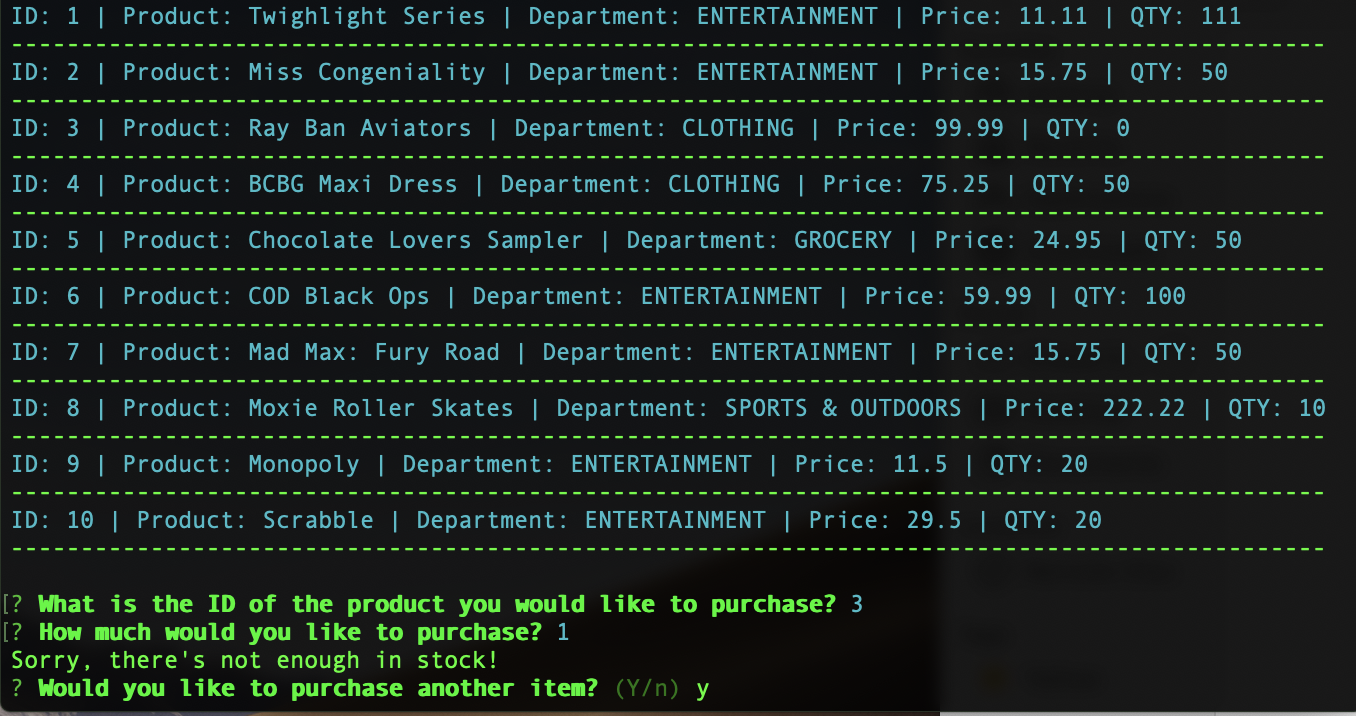 ID: 1 | Product: Twighlight Series | Department: ENTERTAINMENT | Price: 11.11 | QTY: 111
----------------------------------------------------------------------------------------------
ID: 2 | Product: Miss Congeniality | Department: ENTERTAINMENT | Price: 15.75 | QTY: 50
----------------------------------------------------------------------------------------------
ID: 3 | Product: Ray Ban Aviators | Department: CLOTHING | Price: 99.99 | QTY: 0
----------------------------------------------------------------------------------------------
ID: 4 | Product: BCBG Maxi Dress | Department: CLOTHING | Price: 75.25 | QTY: 50
----------------------------------------------------------------------------------------------
ID: 5 | Product: Chocolate Lovers Sampler | Department: GROCERY | Price: 24.95 | QTY: 50
----------------------------------------------------------------------------------------------
ID: 6 | Product: COD Black Ops | Department: ENTERTAINMENT | Price: 59.99 | QTY: 100
----------------------------------------------------------------------------------------------
ID: 7 | Product: Mad Max: Fury Road | Department: ENTERTAINMENT | Price: 15.75 | QTY: 50
----------------------------------------------------------------------------------------------
ID: 8 | Product: Moxie Roller Skates | Department: SPORTS & OUTDOORS | Price: 222.22 | QTY: 10
----------------------------------------------------------------------------------------------
ID: 9 | Product: Monopoly | Department: ENTERTAINMENT | Price: 11.5 | QTY: 20
----------------------------------------------------------------------------------------------
ID: 10 | Product: Scrabble | Department: ENTERTAINMENT | Price: 29.5 | QTY: 20
----------------------------------------------------------------------------------------------
[? What is the ID of the product you would like to purchase? 3
[? How much would you like to purchase? 1
Sorry, there's not enough in stock!
? Would you like to purchase another item? (Y/n) y